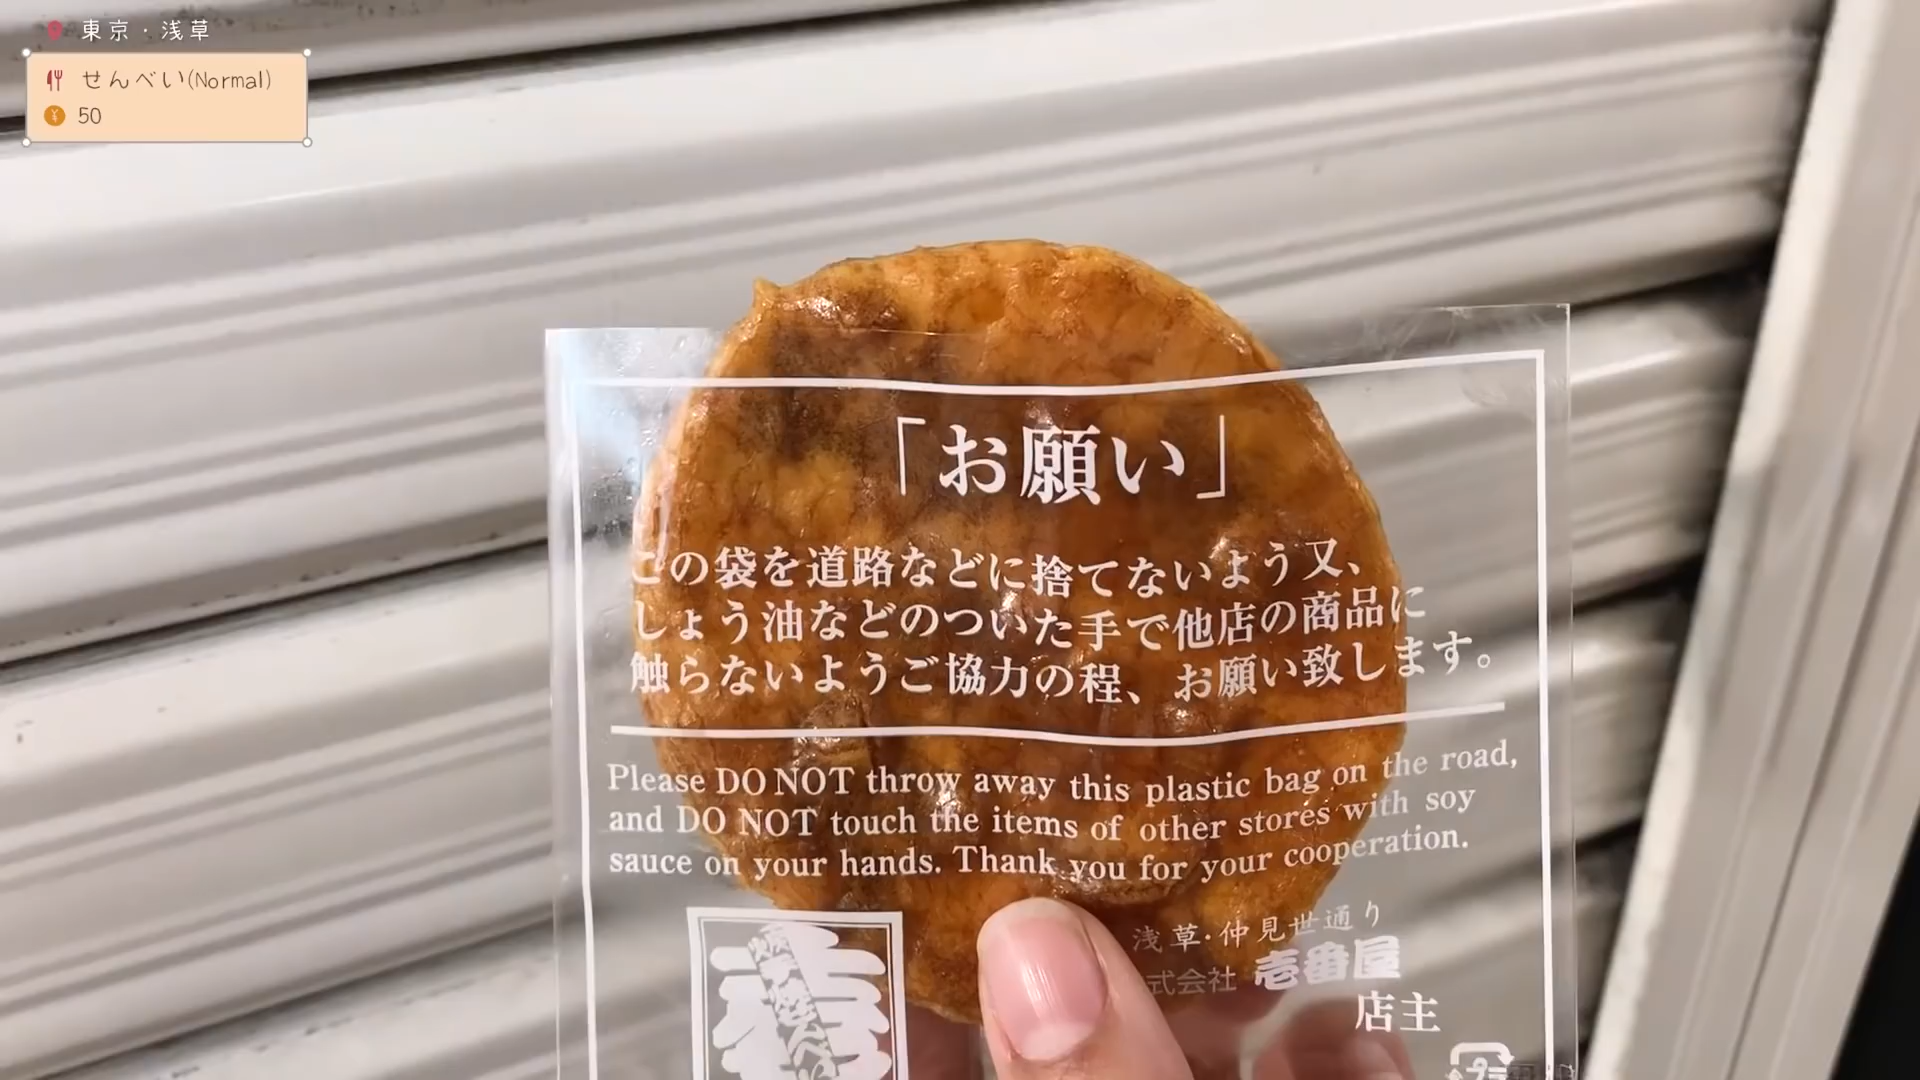 東京・浅草
せんべい(Normal)
¥ 50
「お願い」
この袋を道路などに捨てないよう又、
しょう油などのついた手で他店の商品に
触らないようご協力の程、お願い致します。
Please DO NOT throw away this plastic bag on the road,
and DO NOT touch the items of other stores with soy
sauce on your hands. Thank you for your cooperation.
浅草・仲見世通り
式会社 壱番屋
店主
プラ